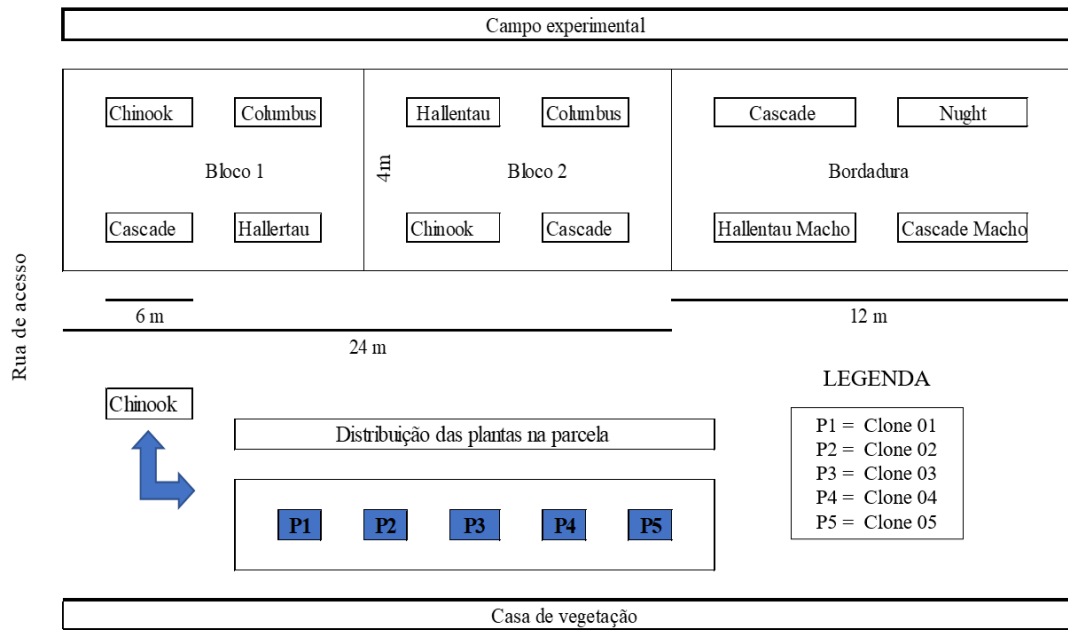 Campo experimental
Chinook
Columbus
Hallentau
Columbus
Cascade
Nught
Bloco 1
4m
Bloco 2
Bordadura
Cascade
Hallertau
Chinook
Cascade
Hallentau Macho
Cascade Macho
Rua de acesso
6 m
12 m
24 m
Chinook
Distribuição das plantas na parcela
P1
P2
P3
P4
P5
LEGENDA
P1 = Clone 01
P2 = Clone 02
P3 = Clone 03
P4 = Clone 04
P5 = Clone 05
Casa de vegetação